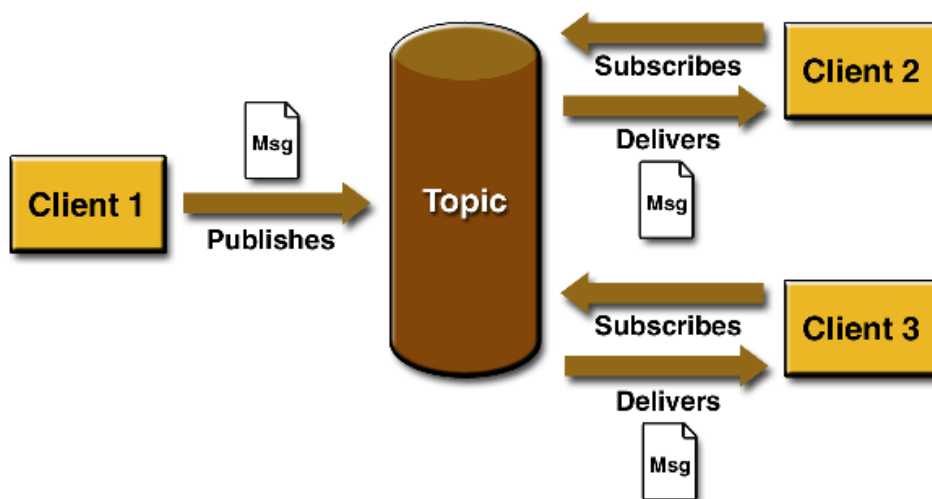 Subscribes
Client 2
Msg
Delivers
Client 1
Topic
Msg
Publishes
Subscribes
Client 3
Delivers
Msg